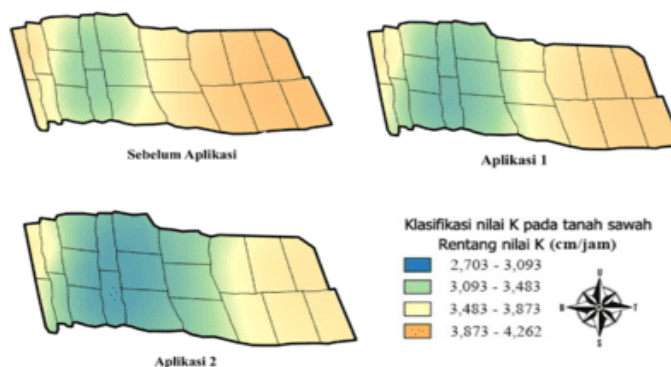 Sebelum Aplikasi
Aplikasi 1
Aplikasi 2
Klasifikasi nilai K pada tanah sawah
Rentang nilai K (cm/jam)
2,703 - 3,093
3,093 - 3,483
3,483 - 3,873
3,873 - 4,262
U
B
T
S